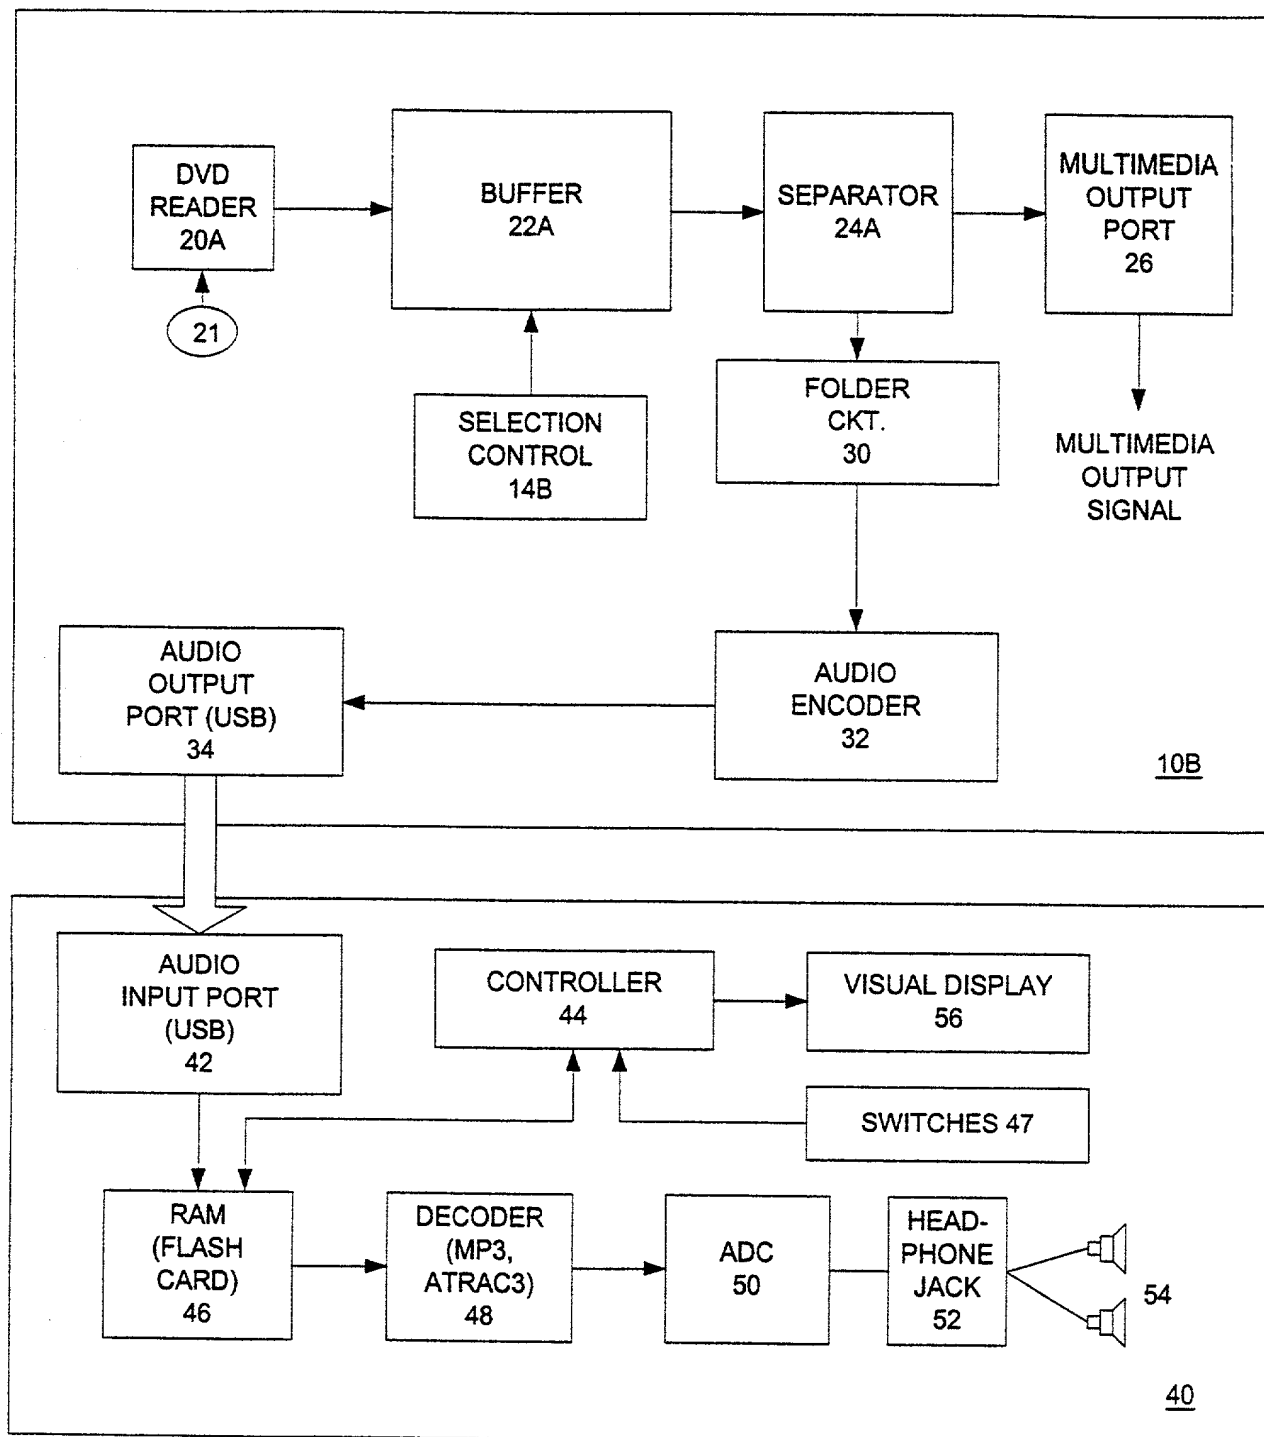 DVD
READER
20A
21
BUFFER
22A
SEPARATOR
24A
MULTIMEDIA
OUTPUT
PORT
26
SELECTION
CONTROL
14B
FOLDER
CKT.
30
MULTIMEDIA
OUTPUT
SIGNAL
AUDIO
OUTPUT
PORT (USB)
34
AUDIO
ENCODER
32
10B
AUDIO
INPUT PORT
(USB)
42
CONTROLLER
44
VISUAL DISPLAY
56
SWITCHES 47
RAM
(FLASH
CARD)
46
DECODER
(MP3,
ATRAC3)
48
ADC
50
HEAD-
PHONE
JACK
52
54
40